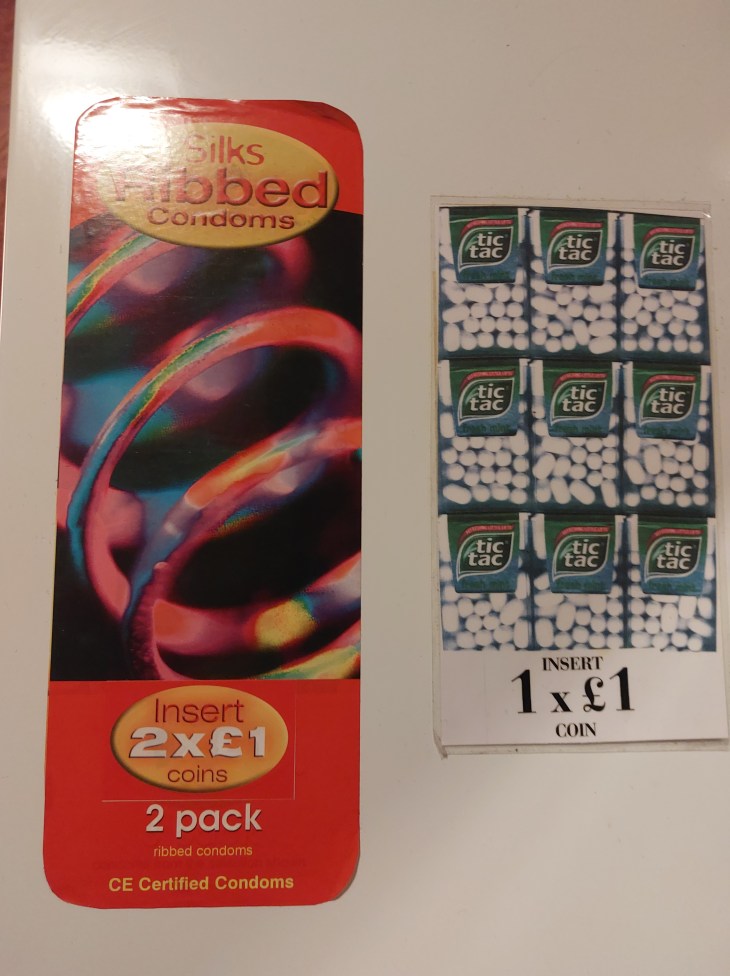 Silks
Ribbed
Condoms
Insert
2x£1
coins
2 pack
ribbed condoms
CE Certified Condoms
tic
tac
tic
tac
tic
tac
tic
tac
tic
tac
tic
tac
tic
tac
tic
tac
tic
tac
INSERT
1 x £1
COIN